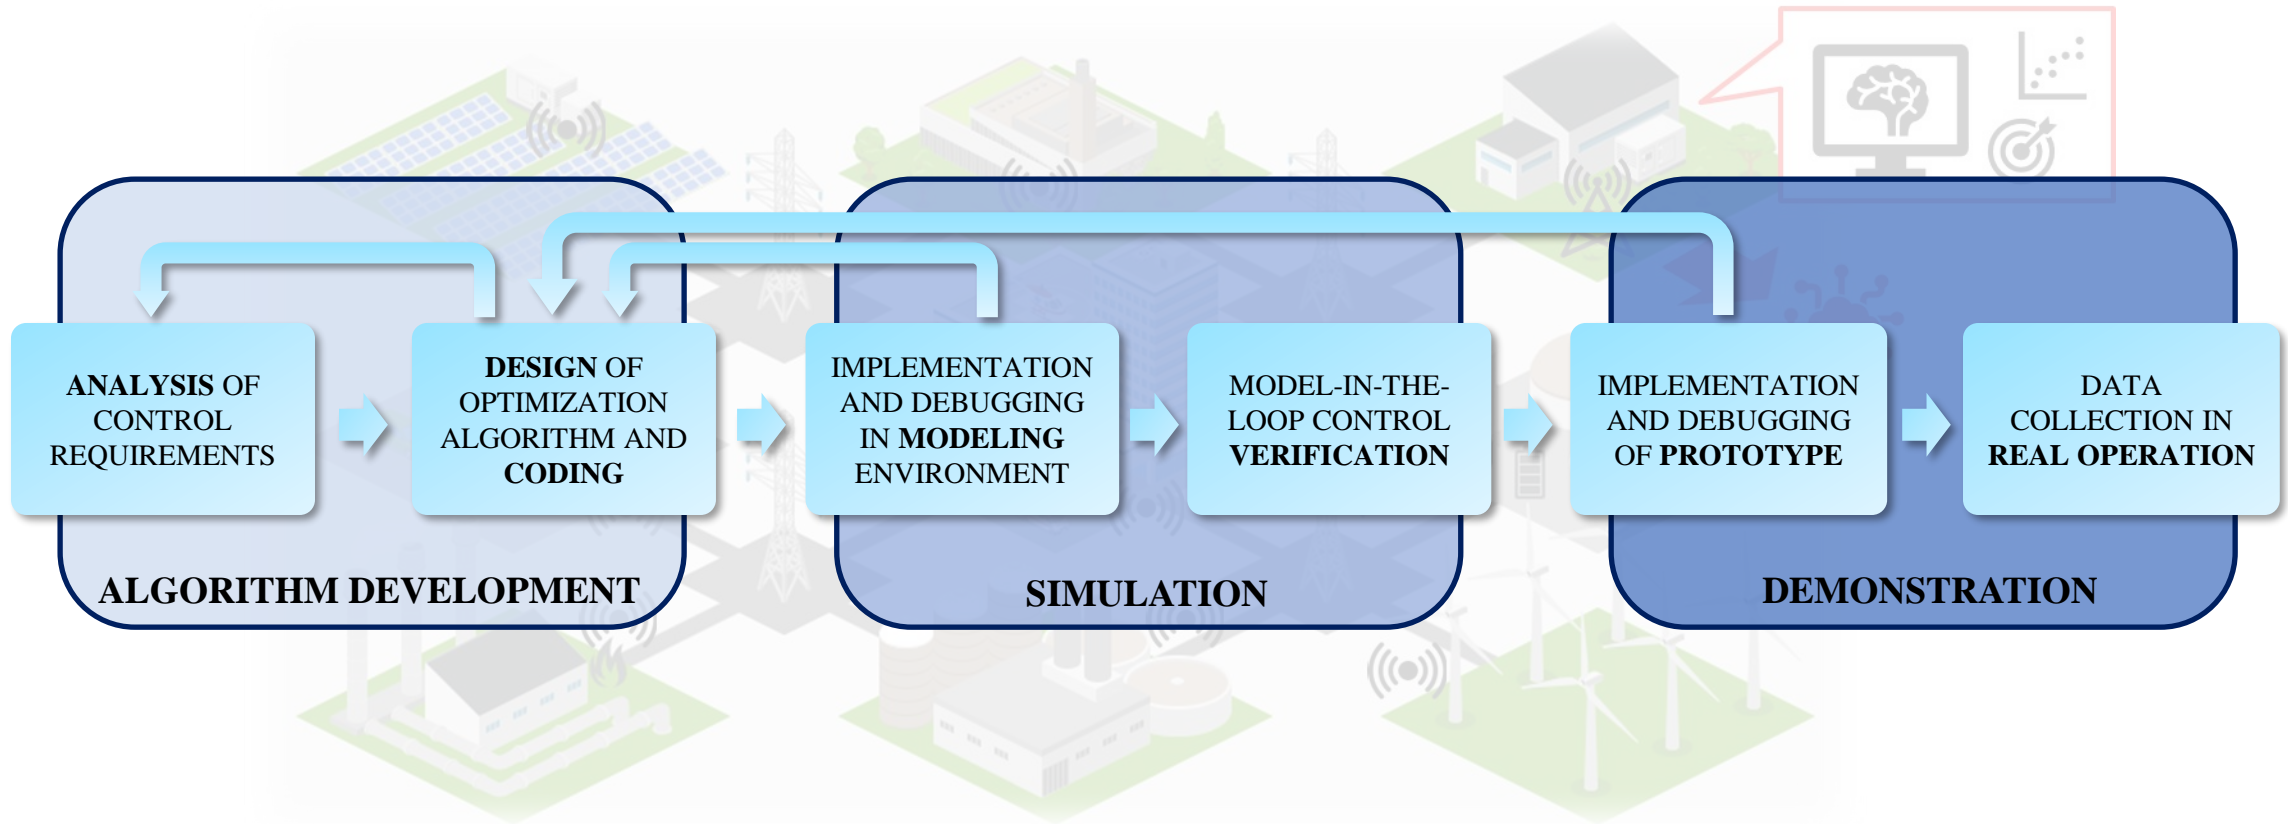 ANALYSIS OF
CONTROL
REQUIREMENTS
DESIGN OF
OPTIMIZATION
ALGORITHM AND
CODING
ALGORITHM DEVELOPMENT
IMPLEMENTATION
AND DEBUGGING
IN MODELING
ENVIRONMENT
MODEL-IN-THE-
LOOP CONTROL
VERIFICATION
SIMULATION
IMPLEMENTATION
AND DEBUGGING
OF PROTOTYPE
DATA
COLLECTION IN
REAL OPERATION
DEMONSTRATION